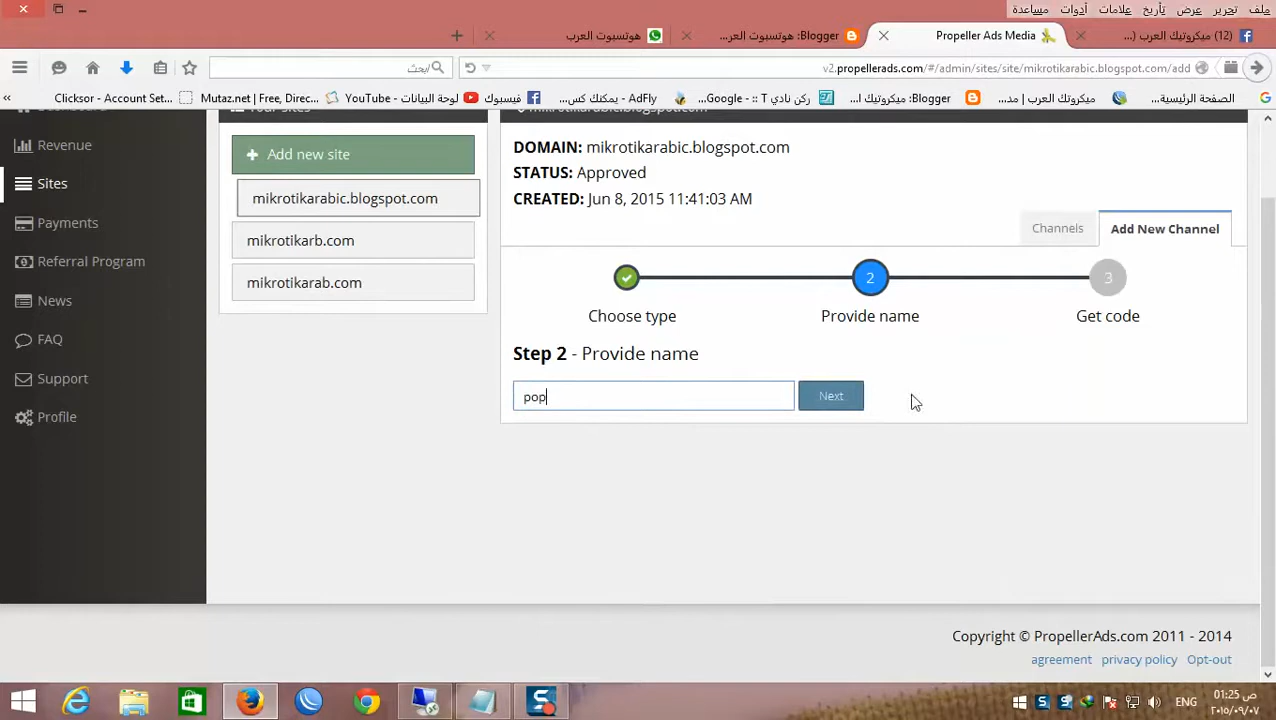 ملف تحرير عرض تأريخ علامات أدوات مساعدة
(12) ميكروتيك العرب (...
Propeller Ads Media
Blogger: هوتسبوت العر...
هوتسبوت العرب
v2.propellerads.com/#/admin/sites/site/mikrotikarabic.blogspot.com/add
ابحث
الصفحة الرئيسية...
ميكروتك العرب | مد...
Blogger: ميكروتيك ا...
ركن نادي Google - T :: ...
AdFly - يمكنك كس...
فيسبوك
YouTube - لوحة البيانات
Mutaz.net | Free, Direc...
Clicksor - Account Set...
Revenue
Sites
Payments
Referral Program
News
FAQ
Support
Profile
Add new site
mikrotikarabic.blogspot.com
mikrotikarb.com
mikrotikarab.com
DOMAIN: mikrotikarabic.blogspot.com
STATUS: Approved
CREATED: Jun 8, 2015 11:41:03 AM
Channels
Add New Channel
2 3
Choose type Provide name Get code
Step 2 - Provide name
pop
Next
Copyright © PropellerAds.com 2011 - 2014
agreement privacy policy Opt-out
ENG
01:25 ص
٢٠١٥/٠٩/٠٧